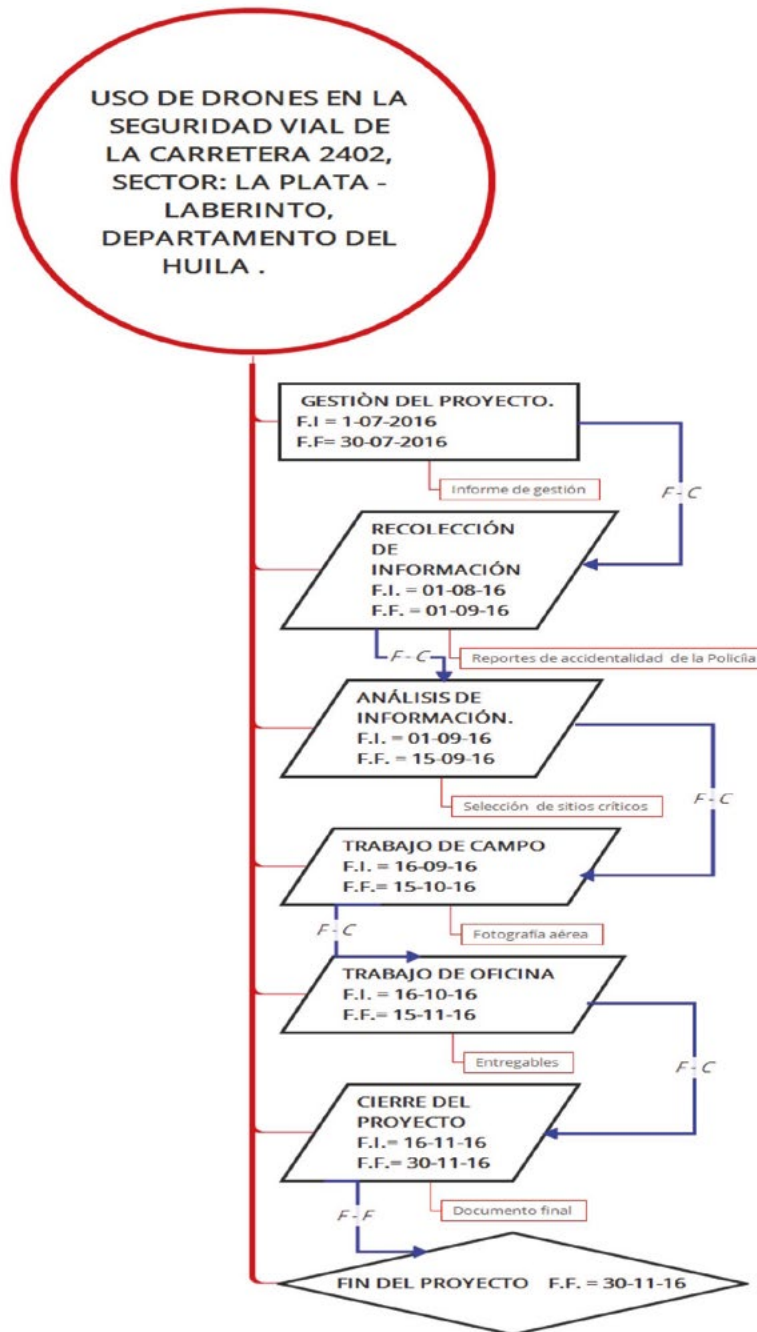 USO DE DRONES EN LA
SEGURIDAD VIAL DE
LA CARRETERA 2402,
SECTOR: LA PLATA -
LABERINTO,
DEPARTAMENTO DEL
HUILA .
GESTIÒN DEL PROYECTO.
F.I = 1-07-2016
F.F= 30-07-2016
Informe de gestión
F - C
RECOLECCIÓN
DE
INFORMACIÓN
F.I. = 01-08-16
F.F. = 01-09-16
F - C
Reportes de accidentalidad de la Policíia
ANÁLISIS DE
INFORMACIÓN.
F.I. = 01-09-16
F.F. = 15-09-16
F - C
Selección de sitios críticos
TRABAJO DE CAMPO
F.I. = 16-09-16
F.F.= 15-10-16
F - C
Fotografía aérea
TRABAJO DE OFICINA
F.I. = 16-10-16
F.F.= 15-11-16
Entregables
F - C
CIERRE DEL
PROYECTO
F.I.= 16-11-16
F.F.= 30-11-16
F - F
Documento final
FIN DEL PROYECTO F.F. = 30-11-16